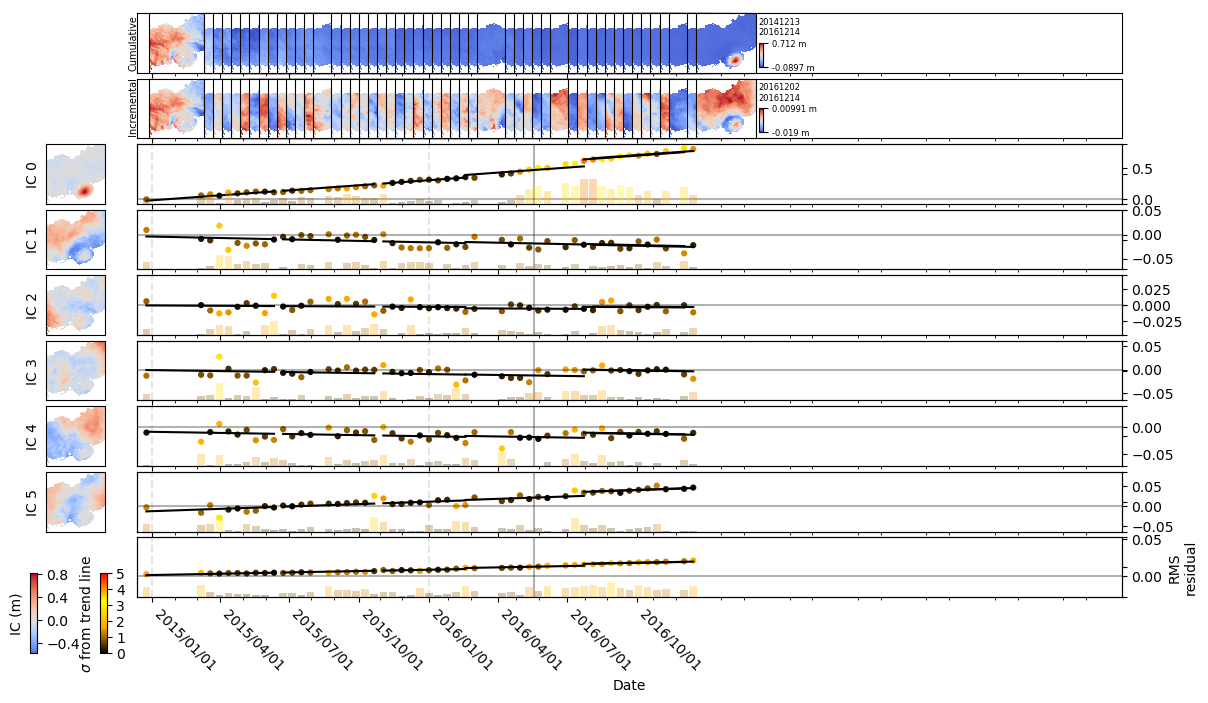 Cumulative
20141213
20161214
0.712 m
-0.0897 m
Incremental
20161202
20161214
0.00991 m
-0.019 m
IC 0
0.5
0.0
IC 1
0.05
0.00
−0.05
IC 2
0.025
0.000
−0.025
IC 3
0.05
0.00
−0.05
IC 4
0.00
−0.05
IC 5
0.05
0.00
−0.05
0.05
0.00
RMS
residual
IC (m)
0.8
0.4
0.0
−0.4
σ from trend line
5
4
3
2
1
0
2015/01/01
2015/04/01
2015/07/01
2015/10/01
2016/01/01
2016/04/01
2016/07/01
2016/10/01
Date